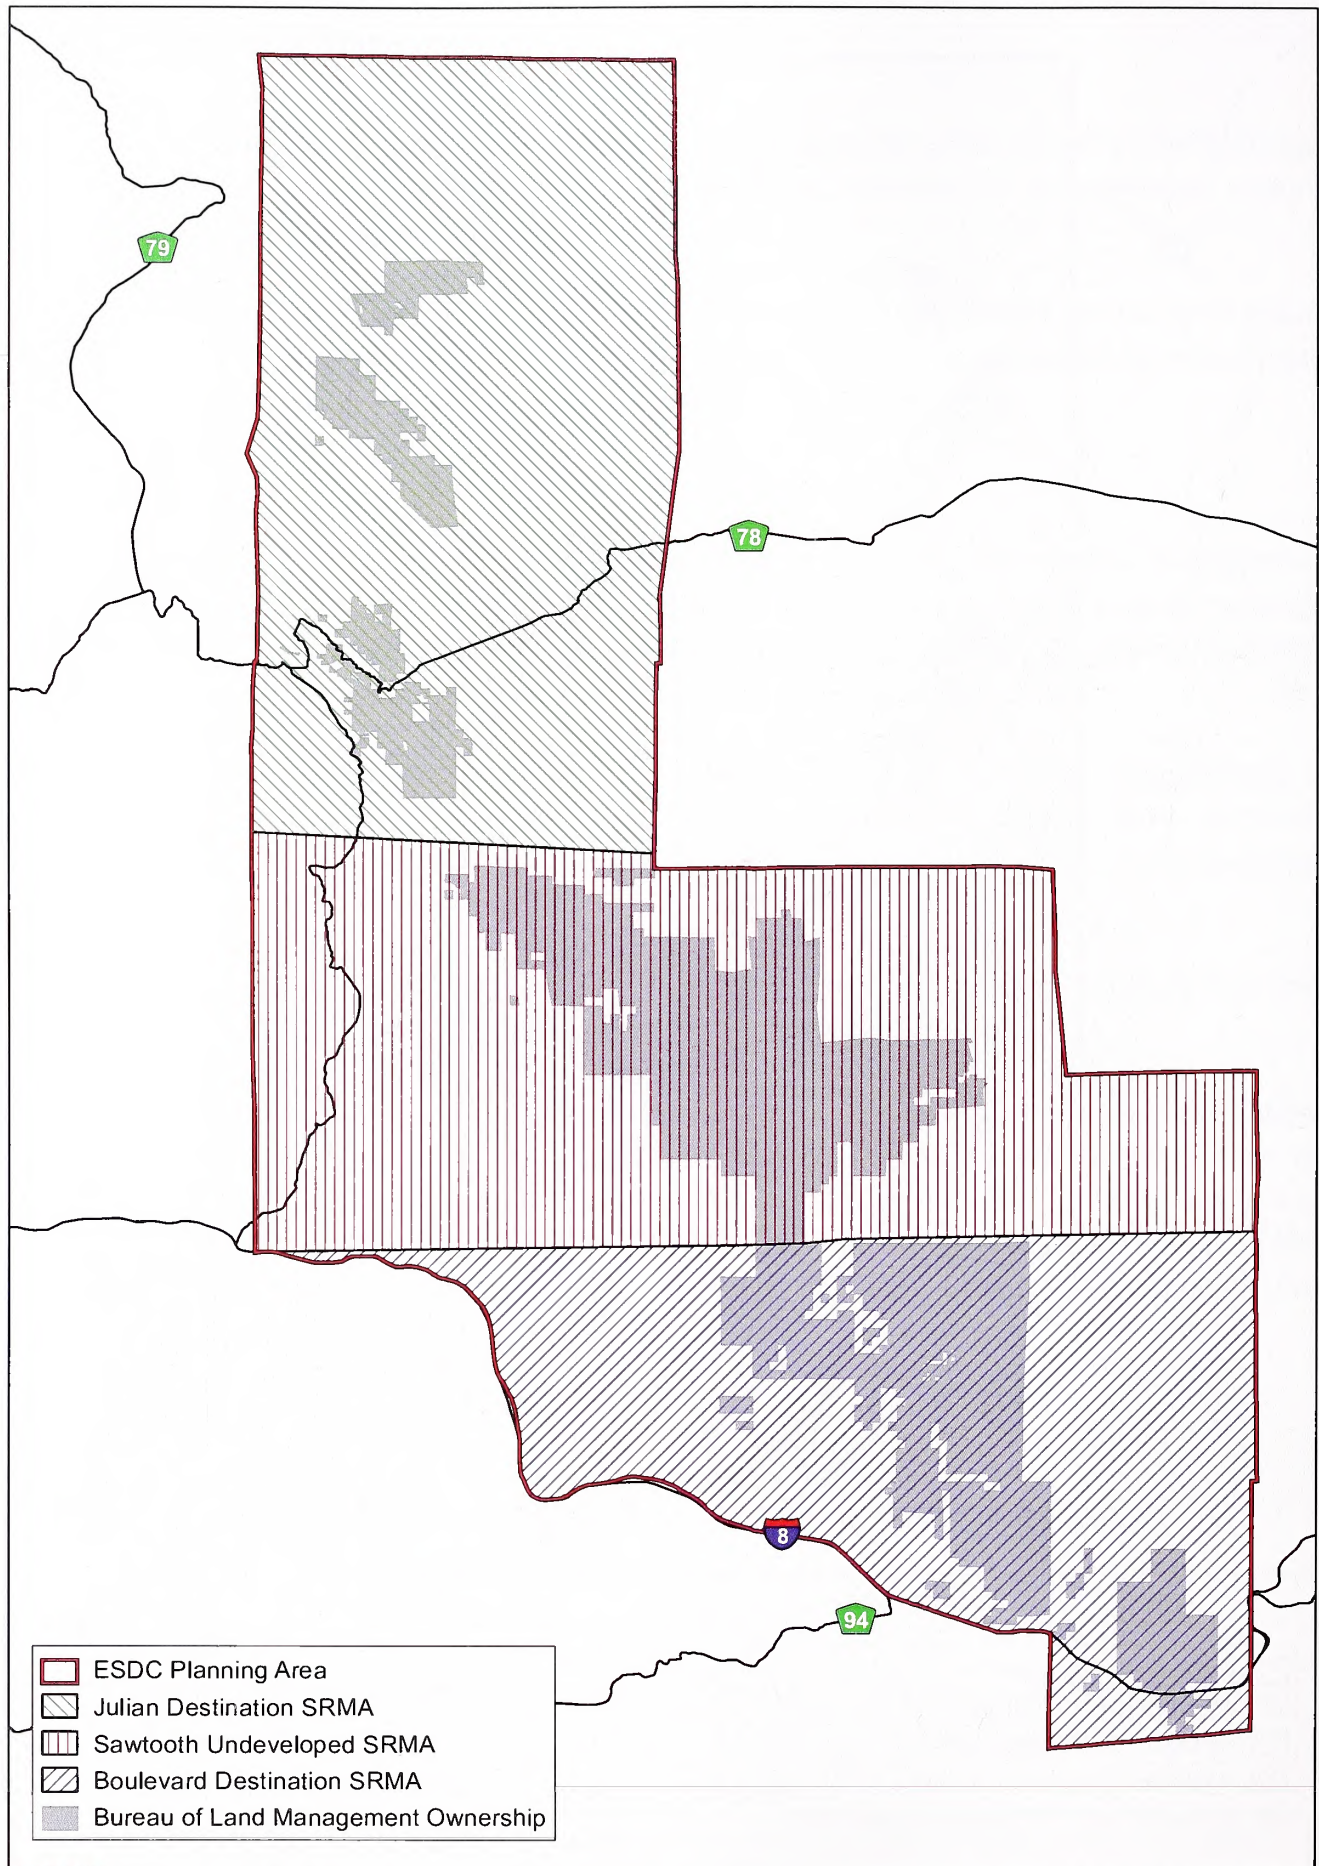 79
78
8
94
ESDC Planning Area
Julian Destination SRMA
Sawtooth Undeveloped SRMA
Boulevard Destination SRMA
Bureau of Land Management Ownership